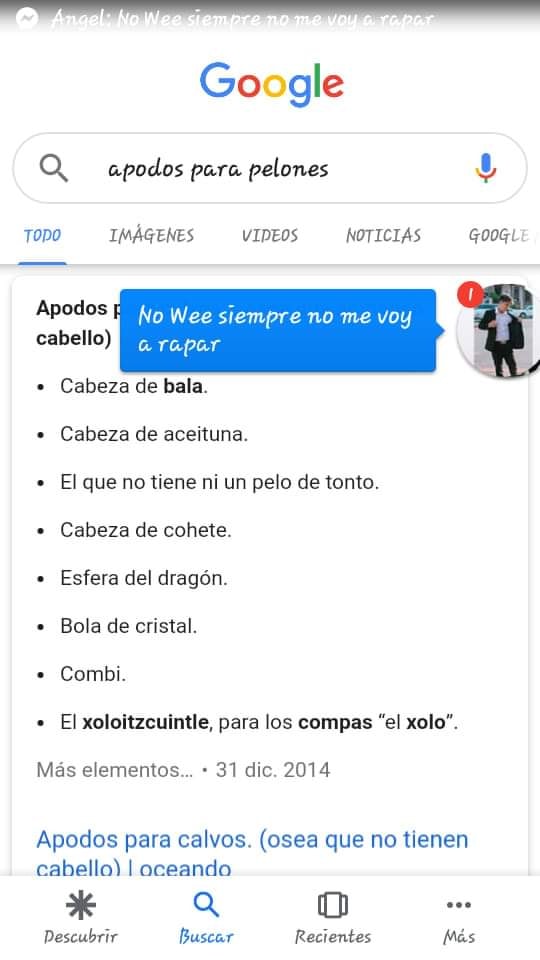 Angel: No Wee siempre no me voy a rapar
Google
apodos para pelones
TODO IMÁGENES VIDEOS NOTICIAS GOOGLE
Apodos p
cabello)
No Wee siempre no me voy
a rapar
1
• Cabeza de bala.
• Cabeza de aceituna.
• El que no tiene ni un pelo de tonto.
• Cabeza de cohete.
• Esfera del dragón.
• Bola de cristal.
• Combi.
• El xoloitzcuintle, para los compas “el xolo”.
Más elementos... • 31 dic. 2014
Apodos para calvos. (osea que no tienen
cabello) | oceando
Descubrir Buscar Recientes Más